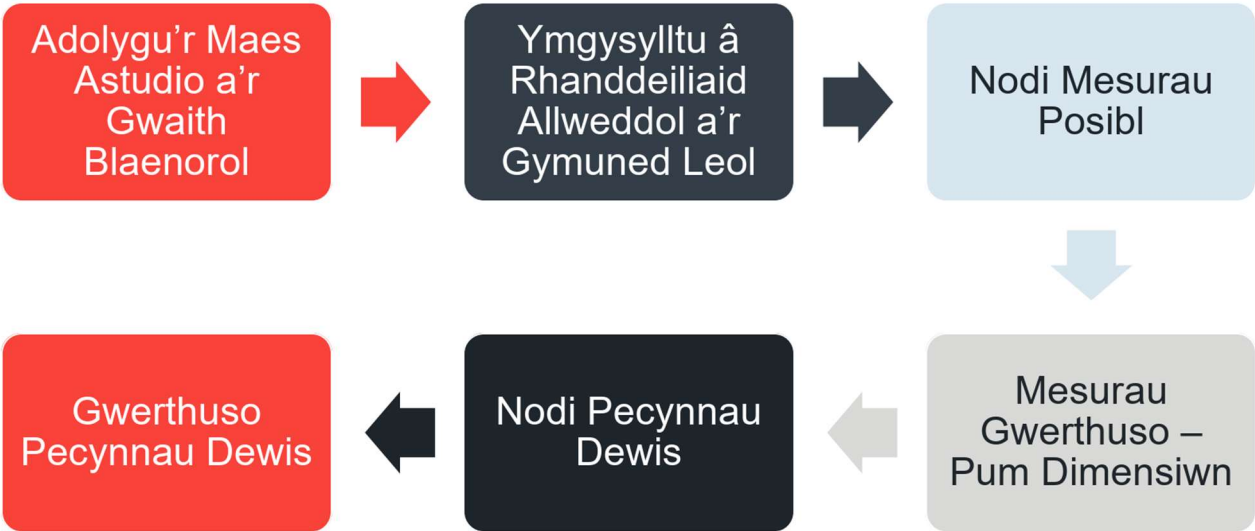 Adolygu’r Maes
Astudio a’r
Gwaith
Blaenorol
Ymgysylltu â
Rhanddeiliaid
Allweddol a’r
Gymuned Leol
Nodi Mesurau
Posibl
Mesurau
Gwerthuso –
Pum Dimensiwn
Nodi Pecynnau
Dewis
Gwerthuso
Pecynnau Dewis